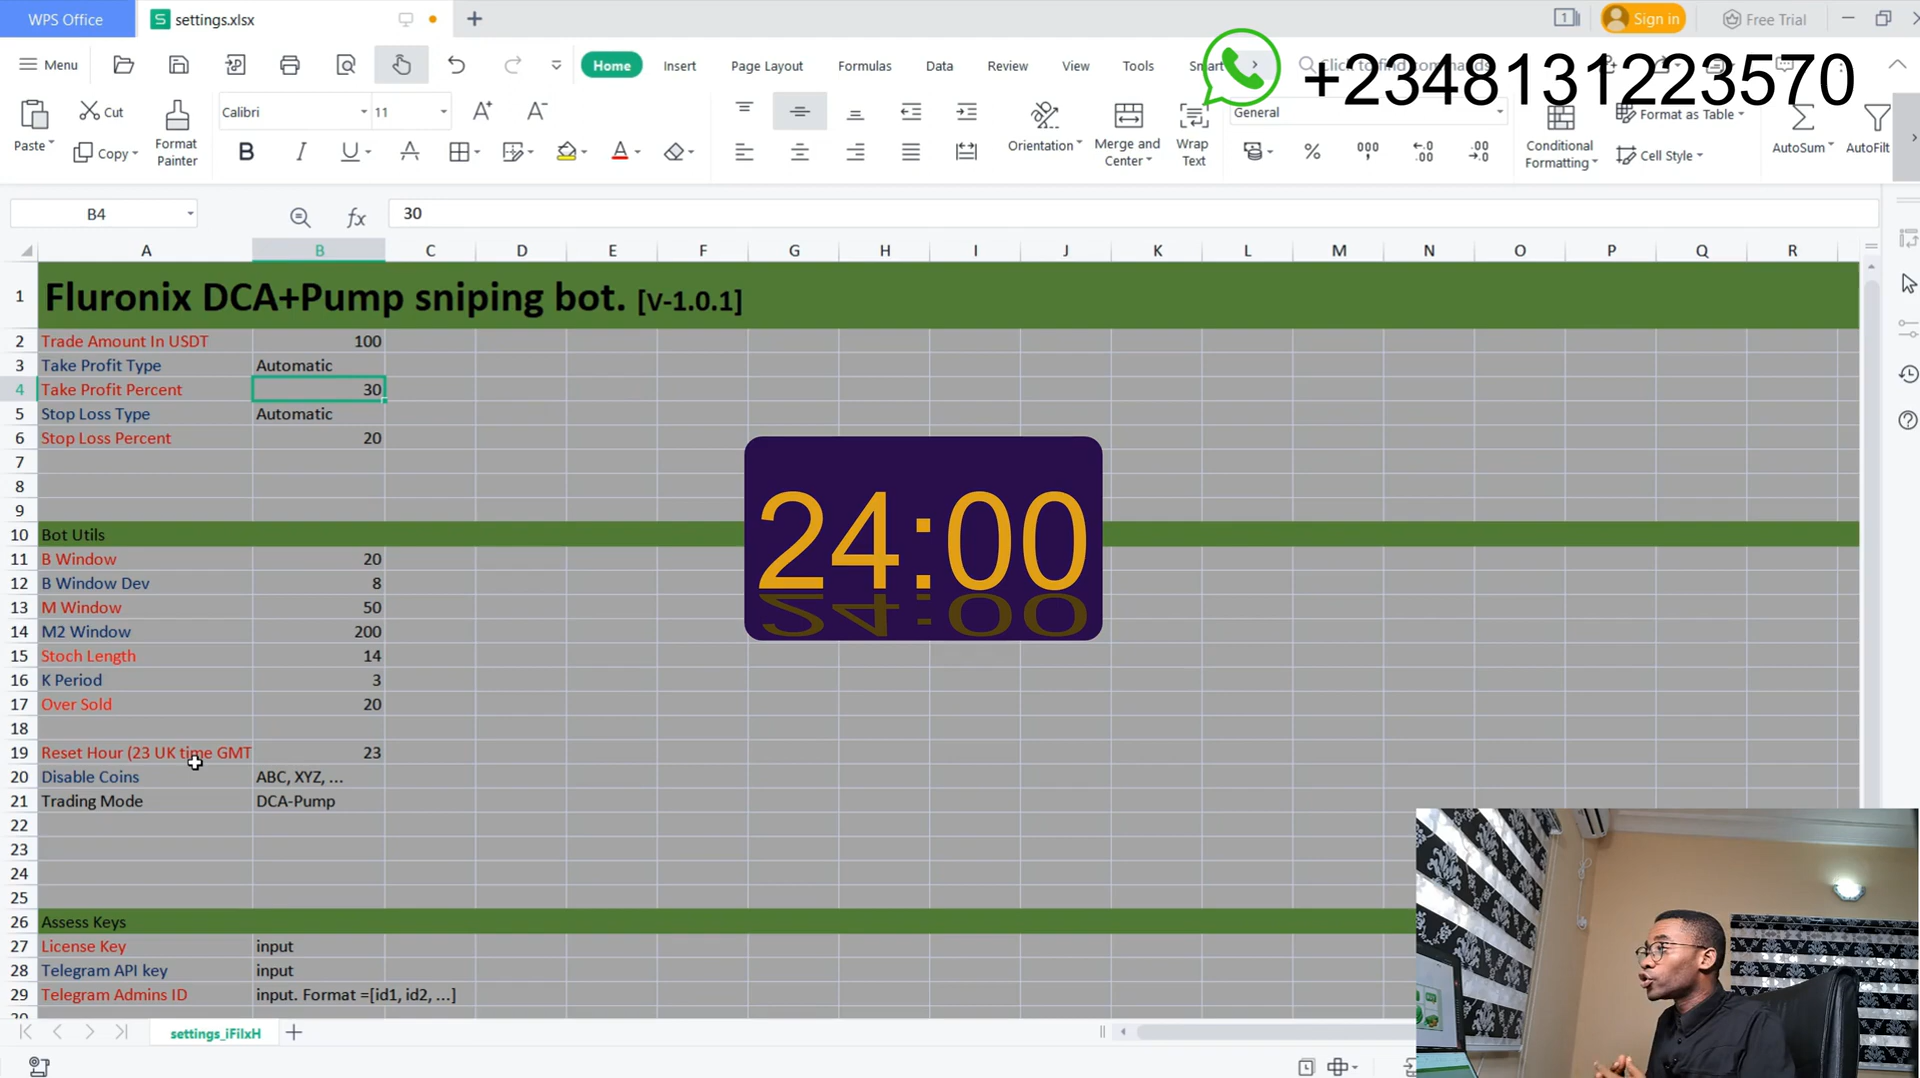 WPS Office
settings.xlsx
Sign in
Free Trial
+2348131223570
Menu
Home
Insert
Page Layout
Formulas
Data
Review
View
Tools
Smart
Click to find commands
Cut
Copy
Paste
Format Painter
Calibri
11
Orientation
Merge and Center
Wrap Text
General
Conditional Formatting
Format as Table
Cell Style
AutoSum
AutoFilt
B4
fx
30
A B C D E F G H I J K L M N O P Q R
1 Fluronix DCA+Pump sniping bot. [V-1.0.1]
2 Trade Amount In USDT 100
3 Take Profit Type Automatic
4 Take Profit Percent 30
5 Stop Loss Type Automatic
6 Stop Loss Percent 20
7
8
9
24:00
10 Bot Utils
11 B Window 20
12 B Window Dev 8
13 M Window 50
14 M2 Window 200
15 Stoch Length 14
16 K Period 3
17 Over Sold 20
18
19 Reset Hour (23 UK time GMT 23
20 Disable Coins ABC, XYZ, ...
21 Trading Mode DCA-Pump
22
23
24
25
26 Assess Keys
27 License Key input
28 Telegram API key input
29 Telegram Admins ID input. Format =[id1, id2, ...]
settings_iFilxH